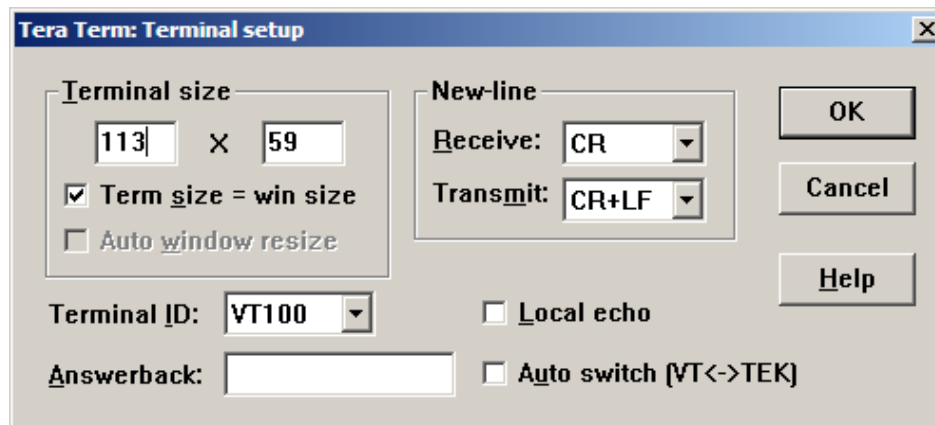 Tera Term: Terminal setup
Terminal size
113 x 59
Term size = win size
Auto window resize
New-line
Receive: CR
Transmit: CR+LF
OK
Cancel
Help
Terminal ID: VT100
Local echo
Answerback:
Auto switch (VT<->TEK)